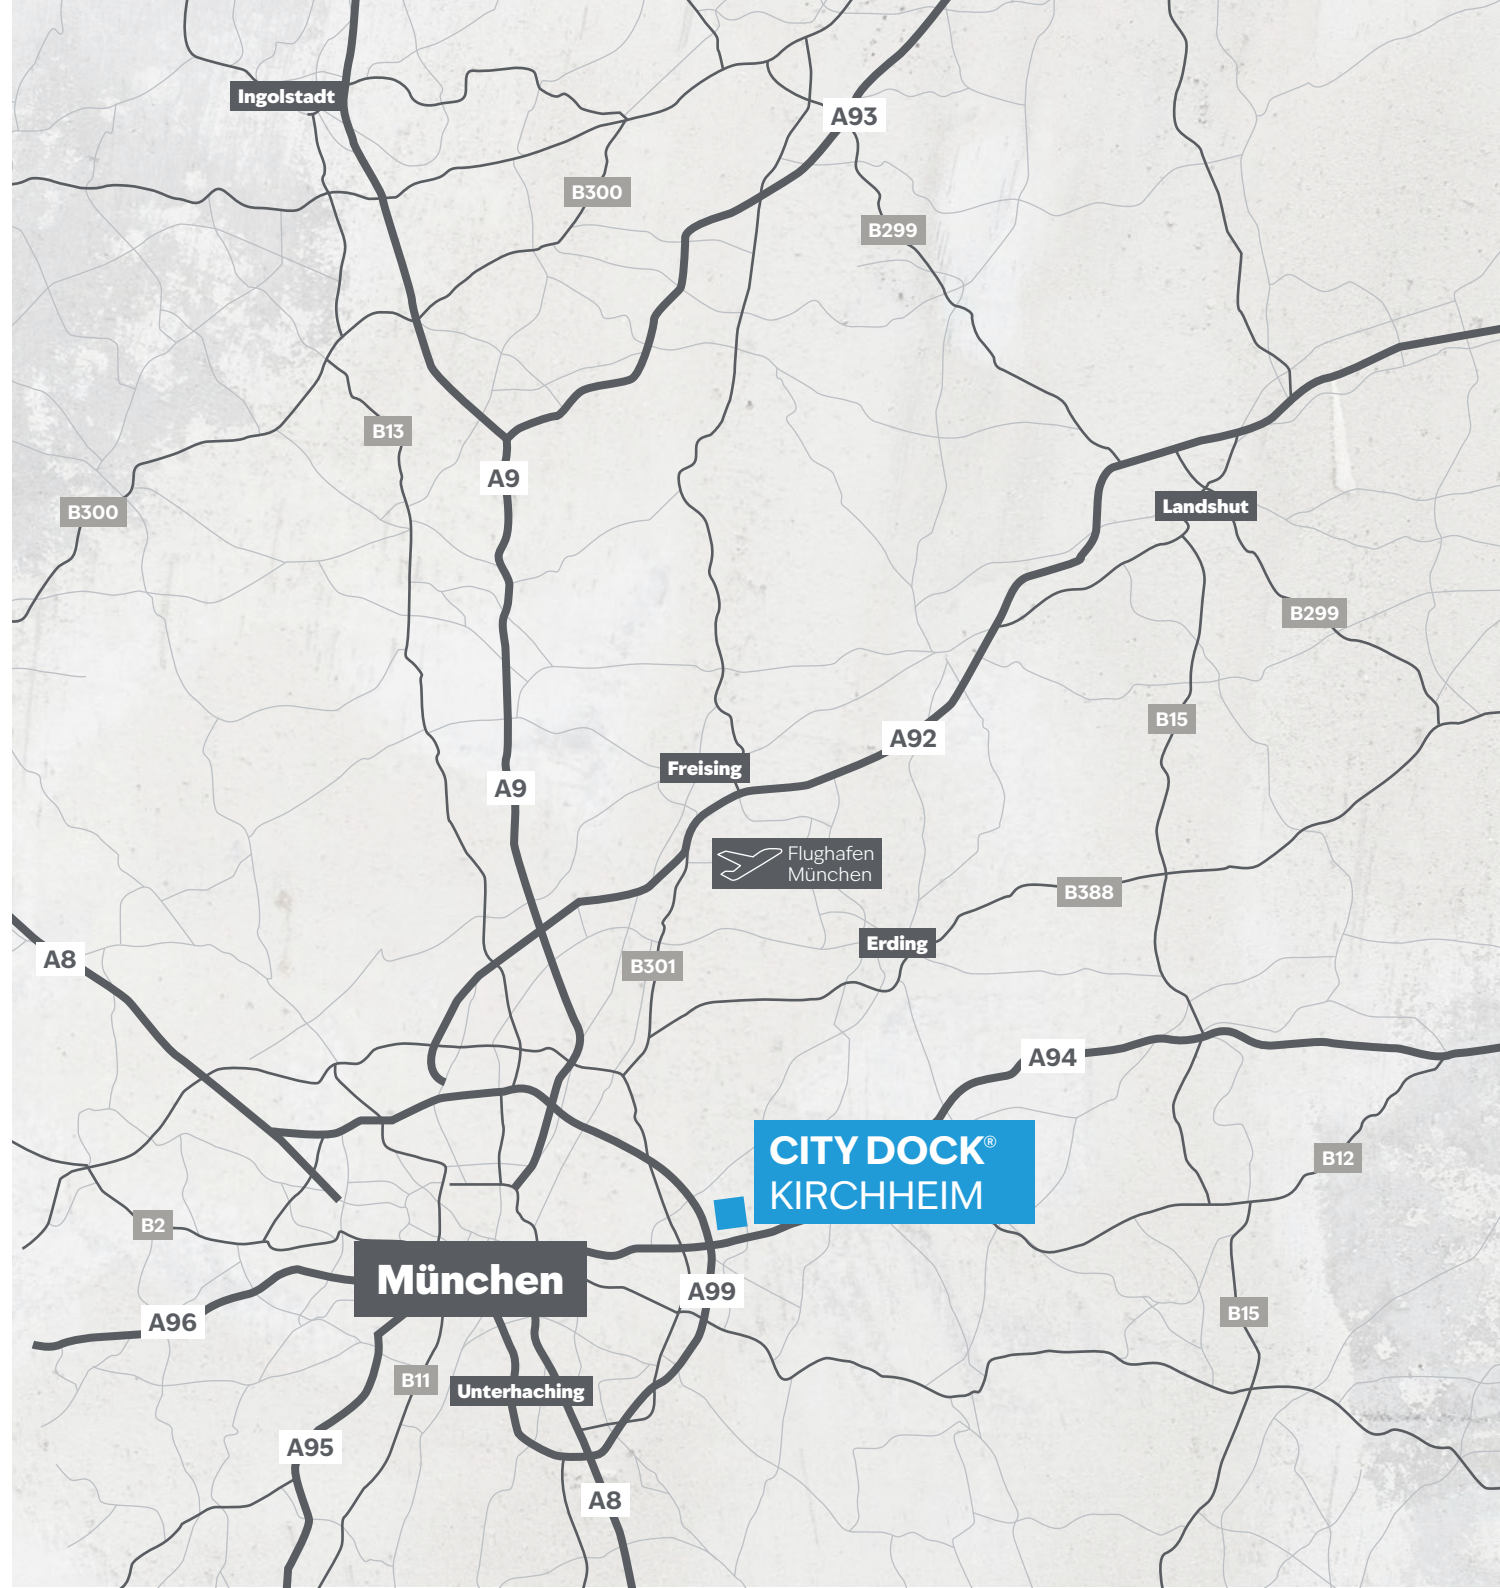 Ingolstadt
A93
B300
B299
B13
A9
B300
Landshut
B299
B15
A92
Freising
A9
Flughafen
München
B388
Erding
A8
B301
A94
CITY DOCK®
KIRCHHEIM
B12
B2
München
A99
A96
B15
B11
Unterhaching
A95
A8